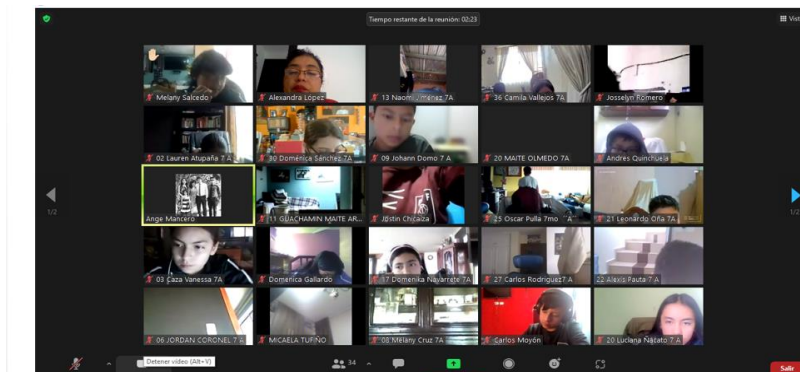 Tiempo restante de la reunión: 02:23
Vist
Melany Salcedo
Alexandra López
13 Naomi Jiménez 7A
36 Camila Vallejos 7A
Josselyn Romero
02 Lauren Atupaña 7 A
30 Doménica Sánchez 7A
09 Johann Domo 7 A
20 MAITE OLMEDO 7A
Andrés Quinchuela
Ange Mancero
11 GUACHAMIN MAITE AR...
Justin Chicaiza
25 Oscar Pulla 7mo ¨A¨
21 Leonardo Oña 7A
1/2
1/2
03 Caza Vanessa 7A
Domenica Gallardo
17 Domenika Navarrete 7A
27 Carlos Rodriguez7 A
22 Alexis Pauta 7 A
06 JORDAN CORONEL 7 A
MICAELA TUFIÑO
08 Melany Cruz 7A
Carlos Moyón
20 Luciana Ñacato 7 A
Detener video (Alt+V)
34
Salir